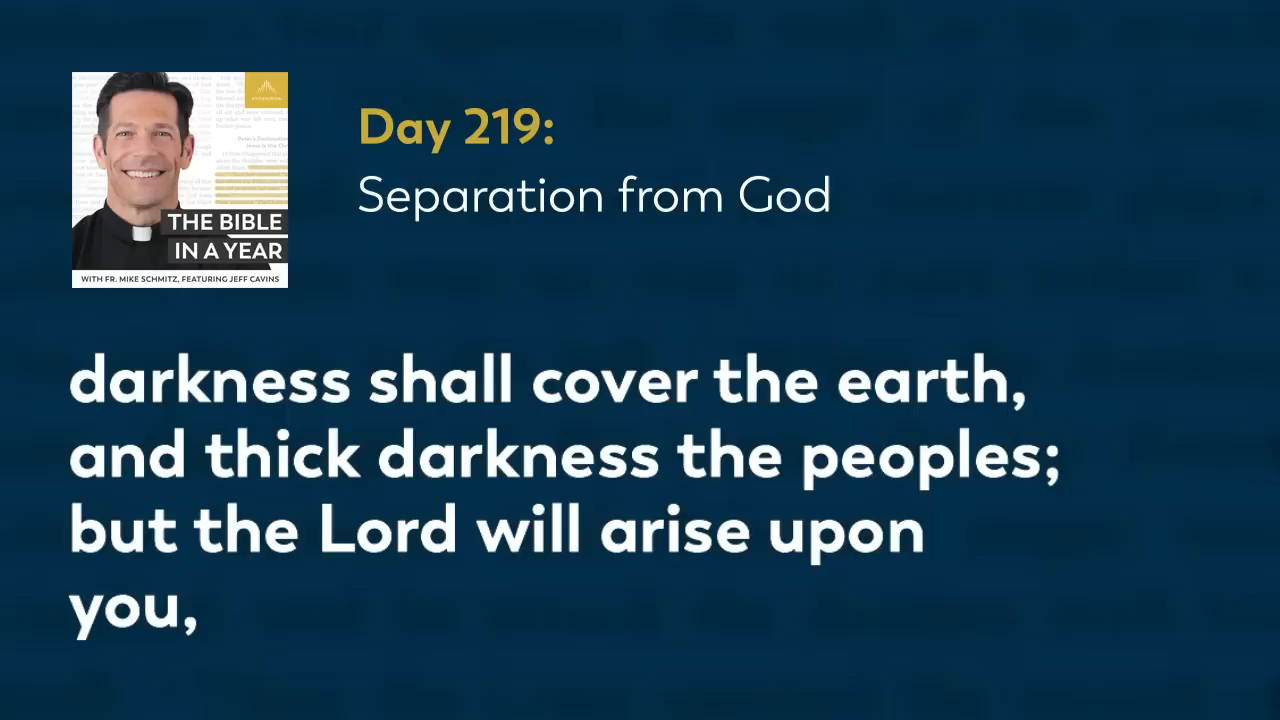 Day 219:
Separation from God
THE BIBLE
IN A YEAR
WITH FR. MIKE SCHMITZ, FEATURING JEFF CAVINS
darkness shall cover the earth,
and thick darkness the peoples;
but the Lord will arise upon
you,